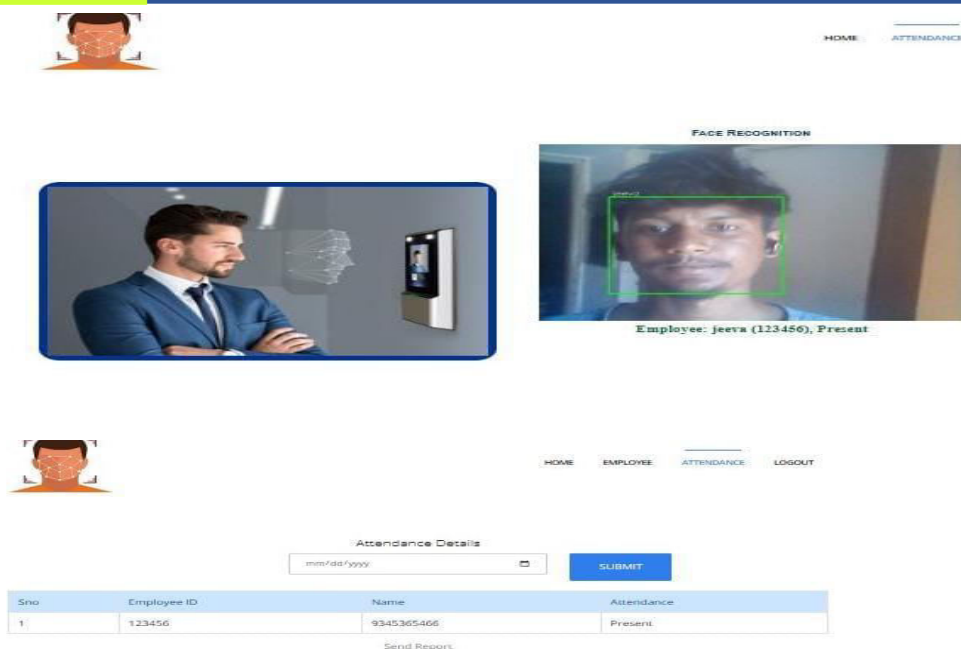 HOME ATTENDANCE
FACE RECOGNITION
Employee: jeeva (123456), Present
HOME EMPLOYEE ATTENDANCE LOGOUT
Attendance Details
mm/dd/yyyy
SUBMIT
Sno Employee ID Name Attendance
1 123456 9345365466 Present
Send Report